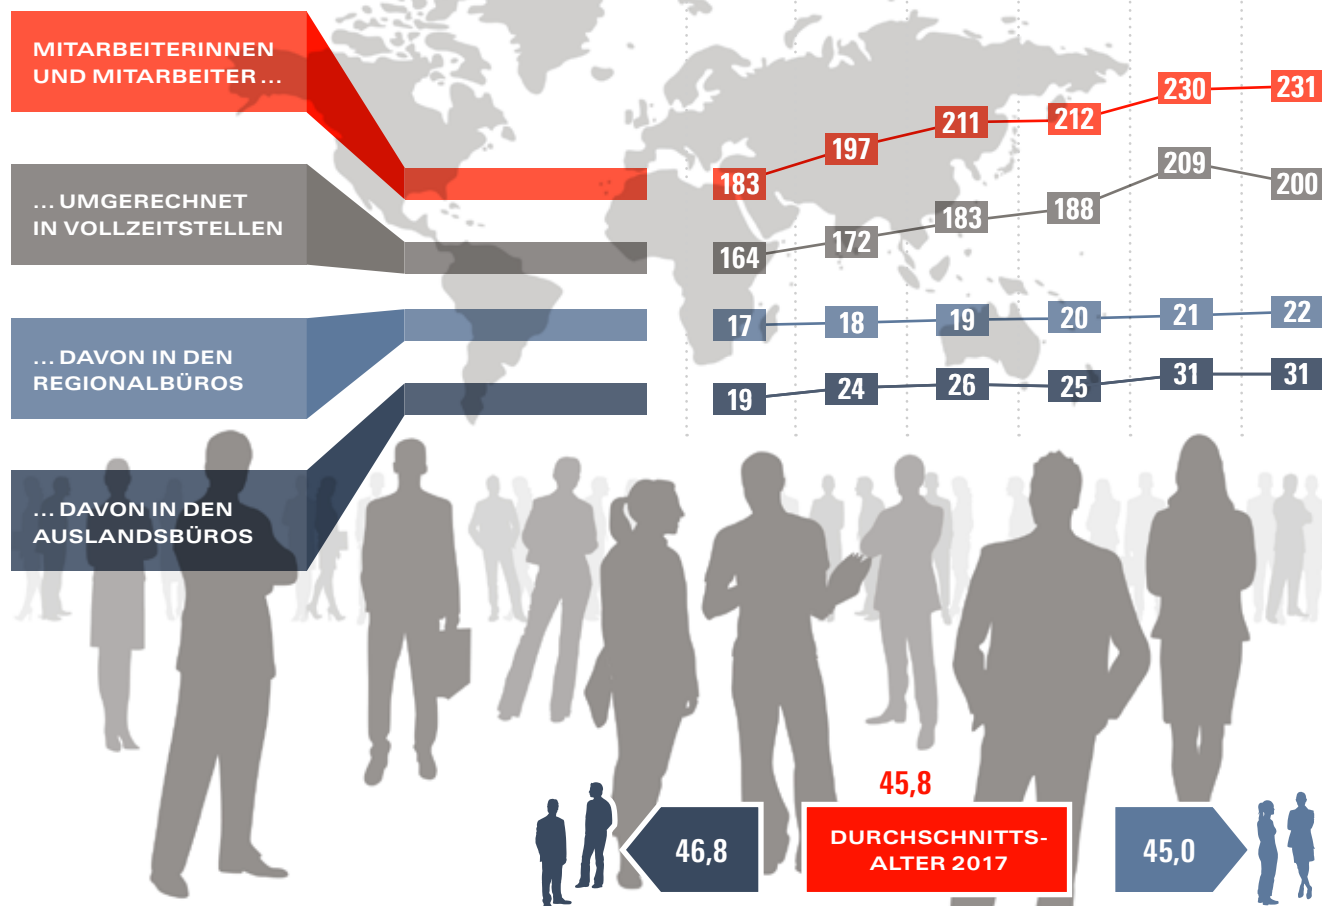 MITARBEITERINNEN
UND MITARBEITER ...
183 197 211 212 230 231
... UMGERECHNET
IN VOLLZEITSTELLEN
164 172 183 188 209 200
... DAVON IN DEN
REGIONALBÜROS
17 18 19 20 21 22
... DAVON IN DEN
AUSLANDSBÜROS
19 24 26 25 31 31
45,8
46,8
DURCHSCHNITTS-
ALTER 2017
45,0